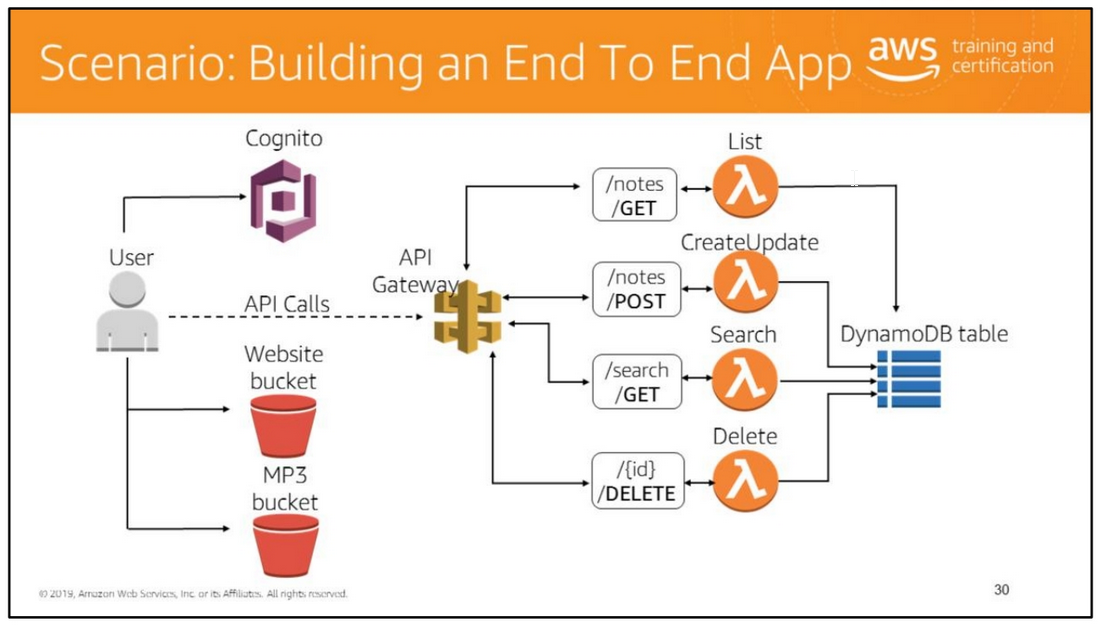 Scenario: Building an End To End App
aws training and
certification
Cognito
User
API Calls
Website
bucket
MP3
bucket
API
Gateway
/notes
/GET
List
/notes
/POST
CreateUpdate
/search
/GET
Search
/{id}
/DELETE
Delete
DynamoDB table
© 2019, Amazon Web Services, Inc. or its Affiliates. All rights reserved.
30